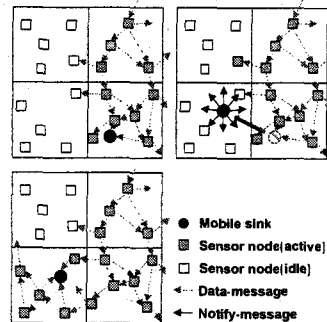 Mobile sink
Sensor node(active)
Sensor node(idle)
Data-message
Notify-message